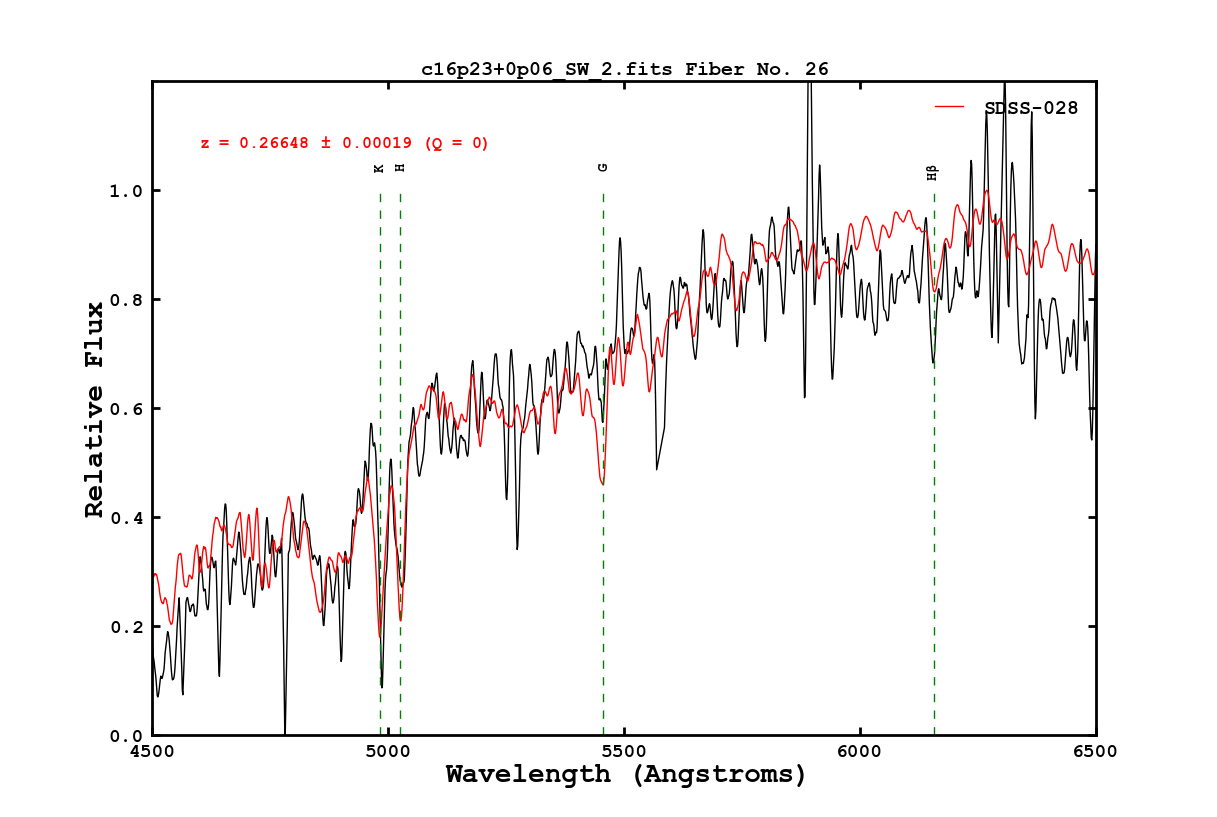 c16p23+0p06_SW_2.fits Fiber No. 26
SDSS-028
z = 0.26648 ± 0.00019 (Q = 0)
K
H
G
Hβ
1.0
0.8
0.6
0.4
0.2
0.0
Relative Flux
4500
5000
5500
6000
6500
Wavelength (Angstroms)